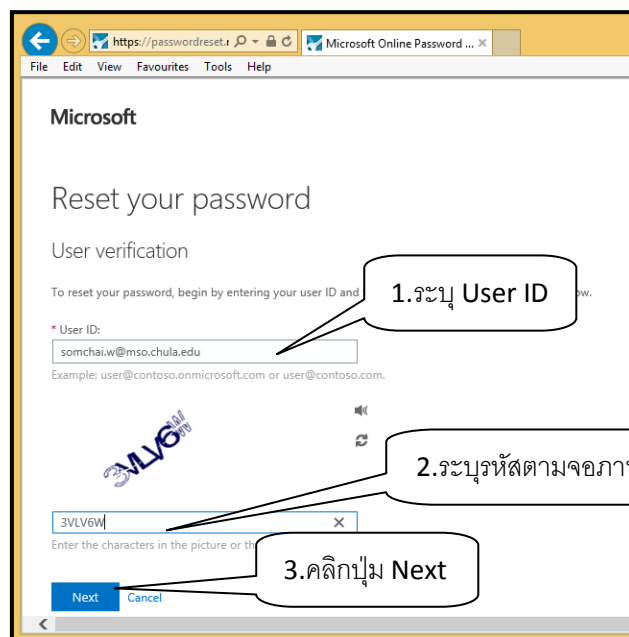 https://passwordreset.
Microsoft Online Password ...
File Edit View Favourites Tools Help
Microsoft
Reset your password
User verification
To reset your password, begin by entering your user ID and
1.ระบุ User ID
* User ID:
somchai.w@mso.chula.edu
Example: user@contoso.onmicrosoft.com or user@contoso.com.
3VLV6W
2.ระบุรหัสตามจอภา
3VLV6W
Enter the characters in the picture or
3.คลิกปุ่ม Next
Next Cancel